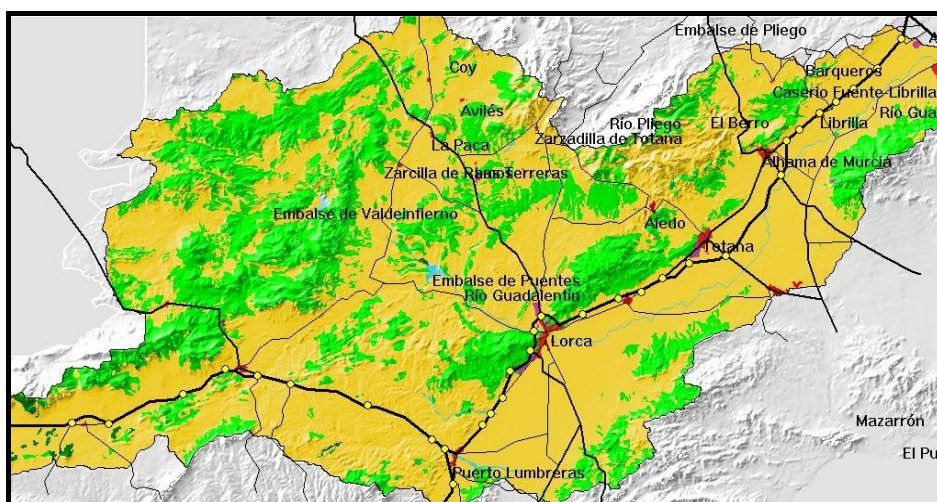 Embalse de Pliego
A
Coy
Barqueros
Caserío Fuente-Librilla
Avilés
Río Gua
Río Pliego
El Berro
Librilla
Zarzadilla de Totana
La Paca
Alhama de Murcia
Zarcilla de Ramos
Las Terreras
Embalse de Valdeinfierno
Aledo
Totana
Embalse de Puentes
Río Guadalentín
Lorca
Mazarrón
El Pu
Puerto Lumbreras